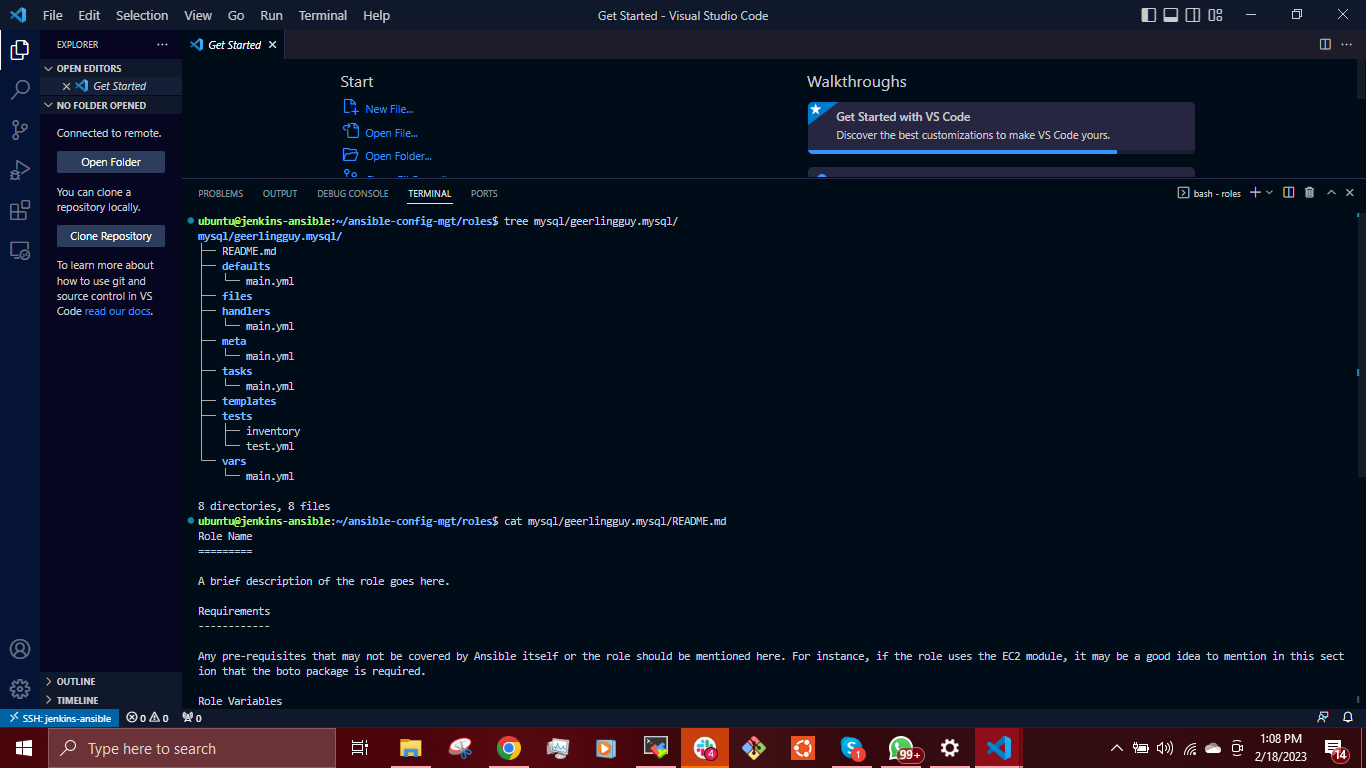 File Edit Selection View Go Run Terminal Help
Get Started - Visual Studio Code
EXPLORER
Get Started
OPEN EDITORS
Get Started
NO FOLDER OPENED
Connected to remote.
Open Folder
You can clone a
repository locally.
Clone Repository
To learn more about
how to use git and
source control in VS
Code read our docs.
OUTLINE
TIMELINE
Start
New File...
Open File...
Open Folder...
Walkthroughs
Get Started with VS Code
Discover the best customizations to make VS Code yours.
PROBLEMS OUTPUT DEBUG CONSOLE TERMINAL PORTS
bash - roles
ubuntu@jenkins-ansible:~/ansible-config-mgt/roles$ tree mysql/geerlingguy.mysql/
mysql/geerlingguy.mysql/
├── README.md
├── defaults
│   └── main.yml
├── files
├── handlers
│   └── main.yml
├── meta
│   └── main.yml
├── tasks
│   └── main.yml
├── templates
├── tests
│   ├── inventory
│   └── test.yml
└── vars
    └── main.yml
8 directories, 8 files
ubuntu@jenkins-ansible:~/ansible-config-mgt/roles$ cat mysql/geerlingguy.mysql/README.md
Role Name
=========
A brief description of the role goes here.
Requirements
------------
Any pre-requisites that may not be covered by Ansible itself or the role should be mentioned here. For instance, if the role uses the EC2 module, it may be a good idea to mention in this sect
ion that the boto package is required.
Role Variables
SSH: jenkins-ansible 0 0 0
Type here to search
4
1
99+
1:08 PM
2/18/2023
14